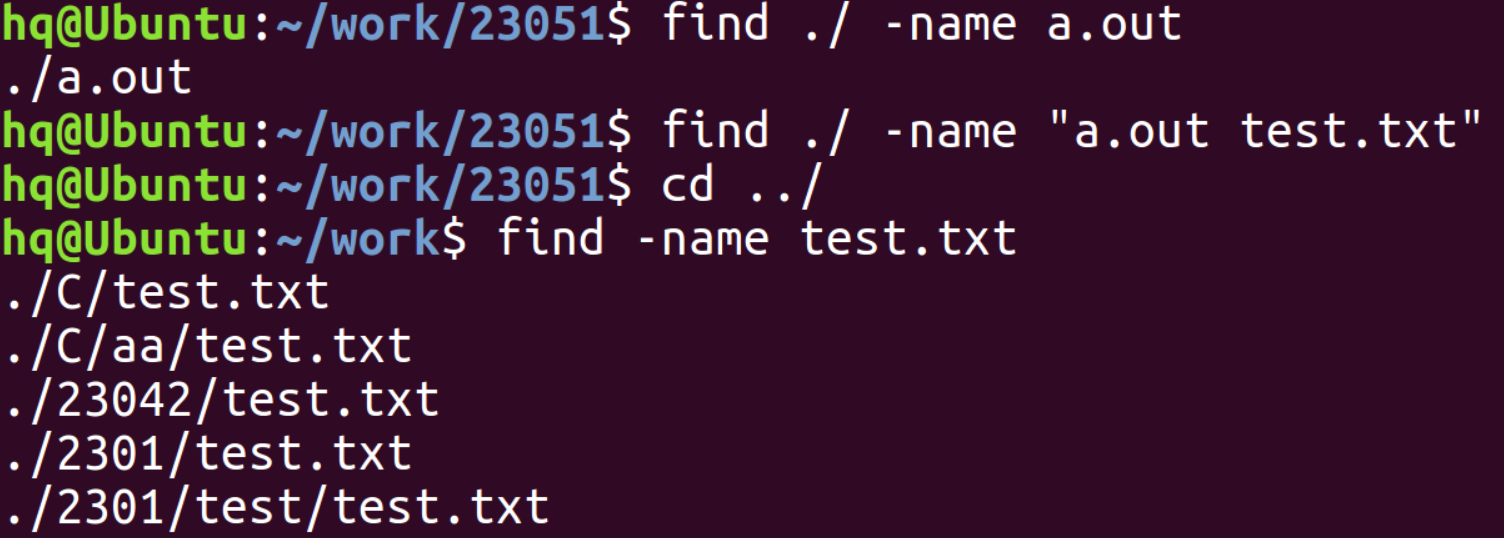 hq@Ubuntu:~/work/23051$ find ./ -name a.out
./a.out
hq@Ubuntu:~/work/23051$ find ./ -name "a.out test.txt"
hq@Ubuntu:~/work/23051$ cd ../
hq@Ubuntu:~/work$ find -name test.txt
./C/test.txt
./C/aa/test.txt
./23042/test.txt
./2301/test.txt
./2301/test/test.txt